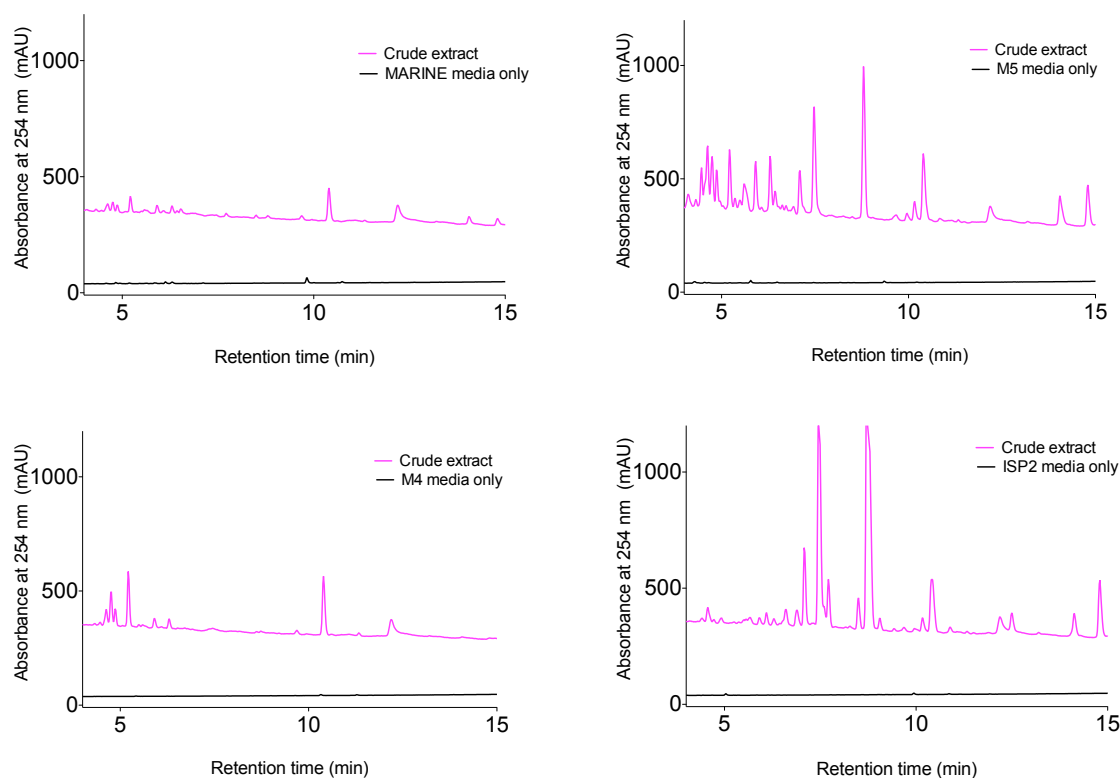 Absorbance at 254 nm (mAU)
1000
500
0
Crude extract
MARINE media only
5
10
15
Retention time (min)
Absorbance at 254 nm (mAU)
1000
500
0
Crude extract
M5 media only
5
10
15
Retention time (min)
Absorbance at 254 nm (mAU)
1000
500
0
Crude extract
M4 media only
5
10
15
Retention time (min)
Absorbance at 254 nm (mAU)
1000
500
0
Crude extract
ISP2 media only
5
10
15
Retention time (min)